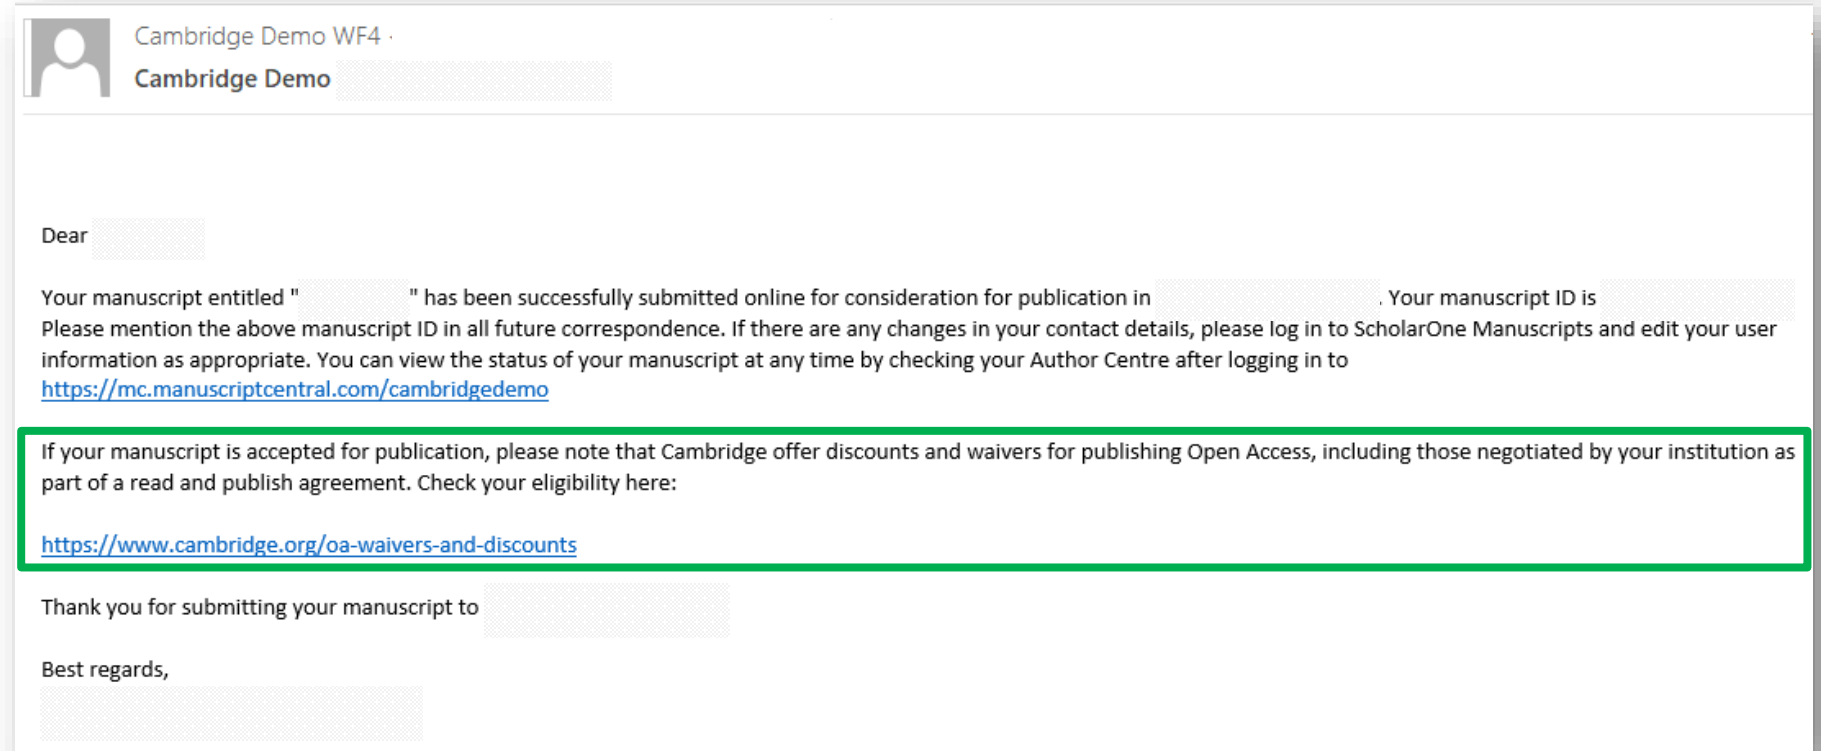 Cambridge Demo WF4 ·
Cambridge Demo
Dear
Your manuscript entitled " " has been successfully submitted online for consideration for publication in . Your manuscript ID is
Please mention the above manuscript ID in all future correspondence. If there are any changes in your contact details, please log in to ScholarOne Manuscripts and edit your user
information as appropriate. You can view the status of your manuscript at any time by checking your Author Centre after logging in to
https://mc.manuscriptcentral.com/cambridgedemo
If your manuscript is accepted for publication, please note that Cambridge offer discounts and waivers for publishing Open Access, including those negotiated by your institution as
part of a read and publish agreement. Check your eligibility here:
https://www.cambridge.org/oa-waivers-and-discounts
Thank you for submitting your manuscript to
Best regards,